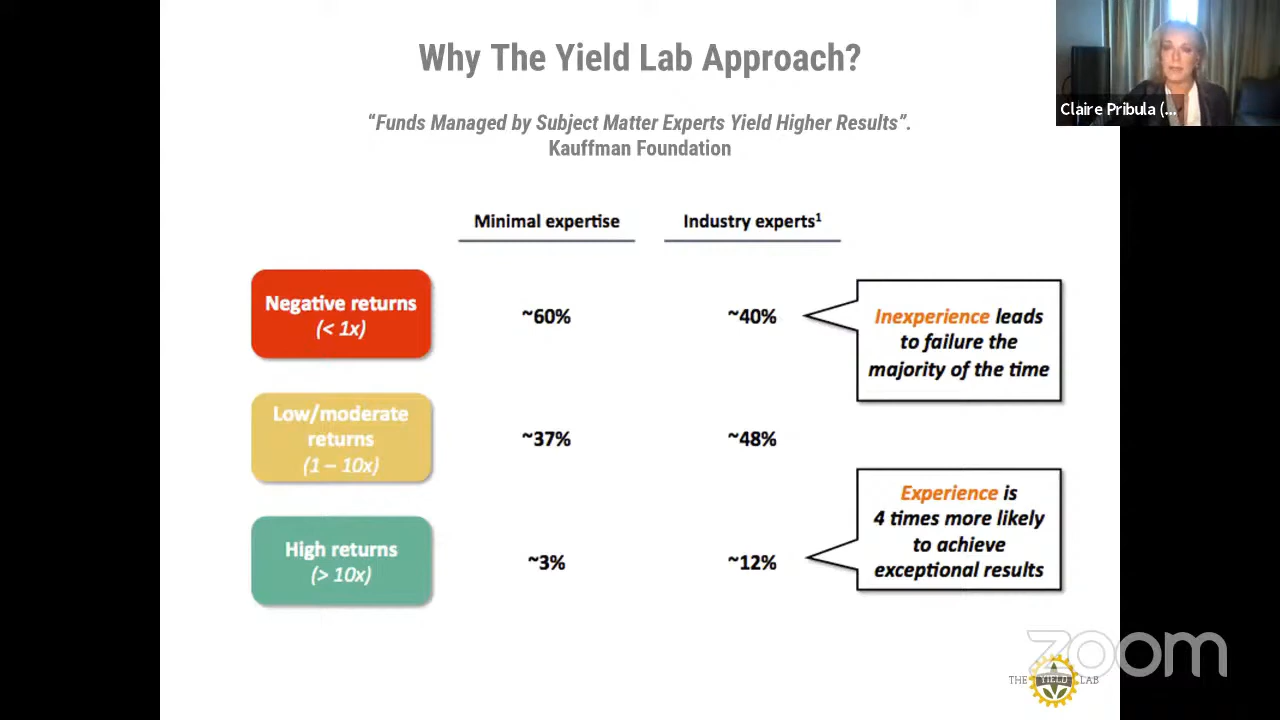 Why The Yield Lab Approach?
Claire Pribula (...
“Funds Managed by Subject Matter Experts Yield Higher Results”.
Kauffman Foundation
Minimal expertise
Industry experts¹
Negative returns
(< 1x)
~60%
~40%
Inexperience leads
to failure the
majority of the time
Low/moderate
returns
(1 – 10x)
~37%
~48%
High returns
(> 10x)
~3%
~12%
Experience is
4 times more likely
to achieve
exceptional results
zoom
THE YIELD LAB